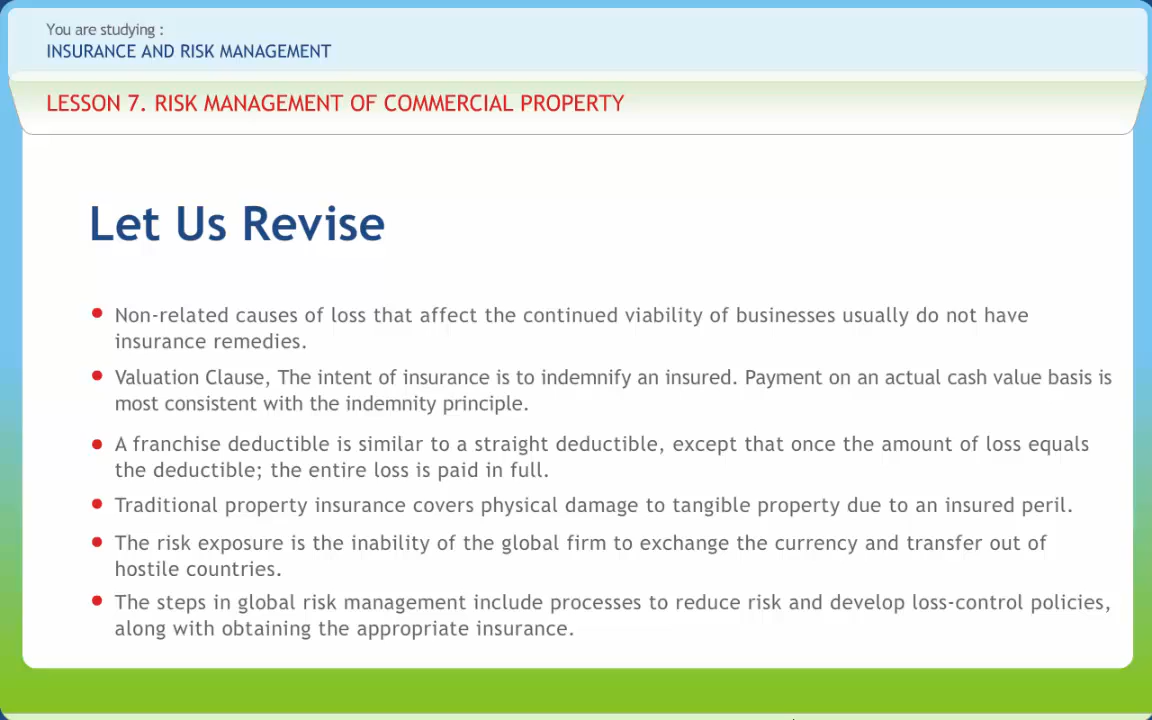 You are studying :
INSURANCE AND RISK MANAGEMENT
LESSON 7. RISK MANAGEMENT OF COMMERCIAL PROPERTY
Let Us Revise
• Non-related causes of loss that affect the continued viability of businesses usually do not have
insurance remedies.
• Valuation Clause, The intent of insurance is to indemnify an insured. Payment on an actual cash value basis is
most consistent with the indemnity principle.
• A franchise deductible is similar to a straight deductible, except that once the amount of loss equals
the deductible; the entire loss is paid in full.
• Traditional property insurance covers physical damage to tangible property due to an insured peril.
• The risk exposure is the inability of the global firm to exchange the currency and transfer out of
hostile countries.
• The steps in global risk management include processes to reduce risk and develop loss-control policies,
along with obtaining the appropriate insurance.